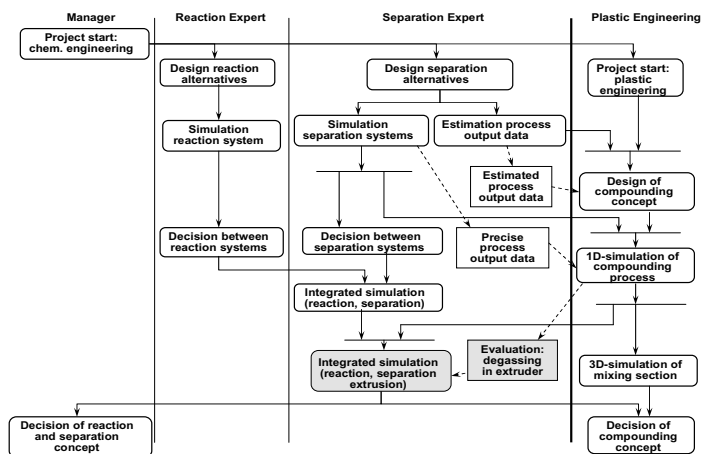 Manager
Reaction Expert
Separation Expert
Plastic Engineering
Project start:
chem. engineering
Design reaction
alternatives
Design separation
alternatives
Project start:
plastic
engineering
Simulation
reaction system
Simulation
separation systems
Estimation process
output data
Estimated
process
output data
Design of
compounding
concept
Decision between
reaction systems
Decision between
separation systems
Precise
process
output data
1D-simulation of
compounding
process
Integrated simulation
(reaction, separation)
Integrated simulation
(reaction, separation
extrusion)
Evaluation:
degassing
in extruder
3D-simulation of
mixing section
Decision of reaction
and separation
concept
Decision of
compounding
concept